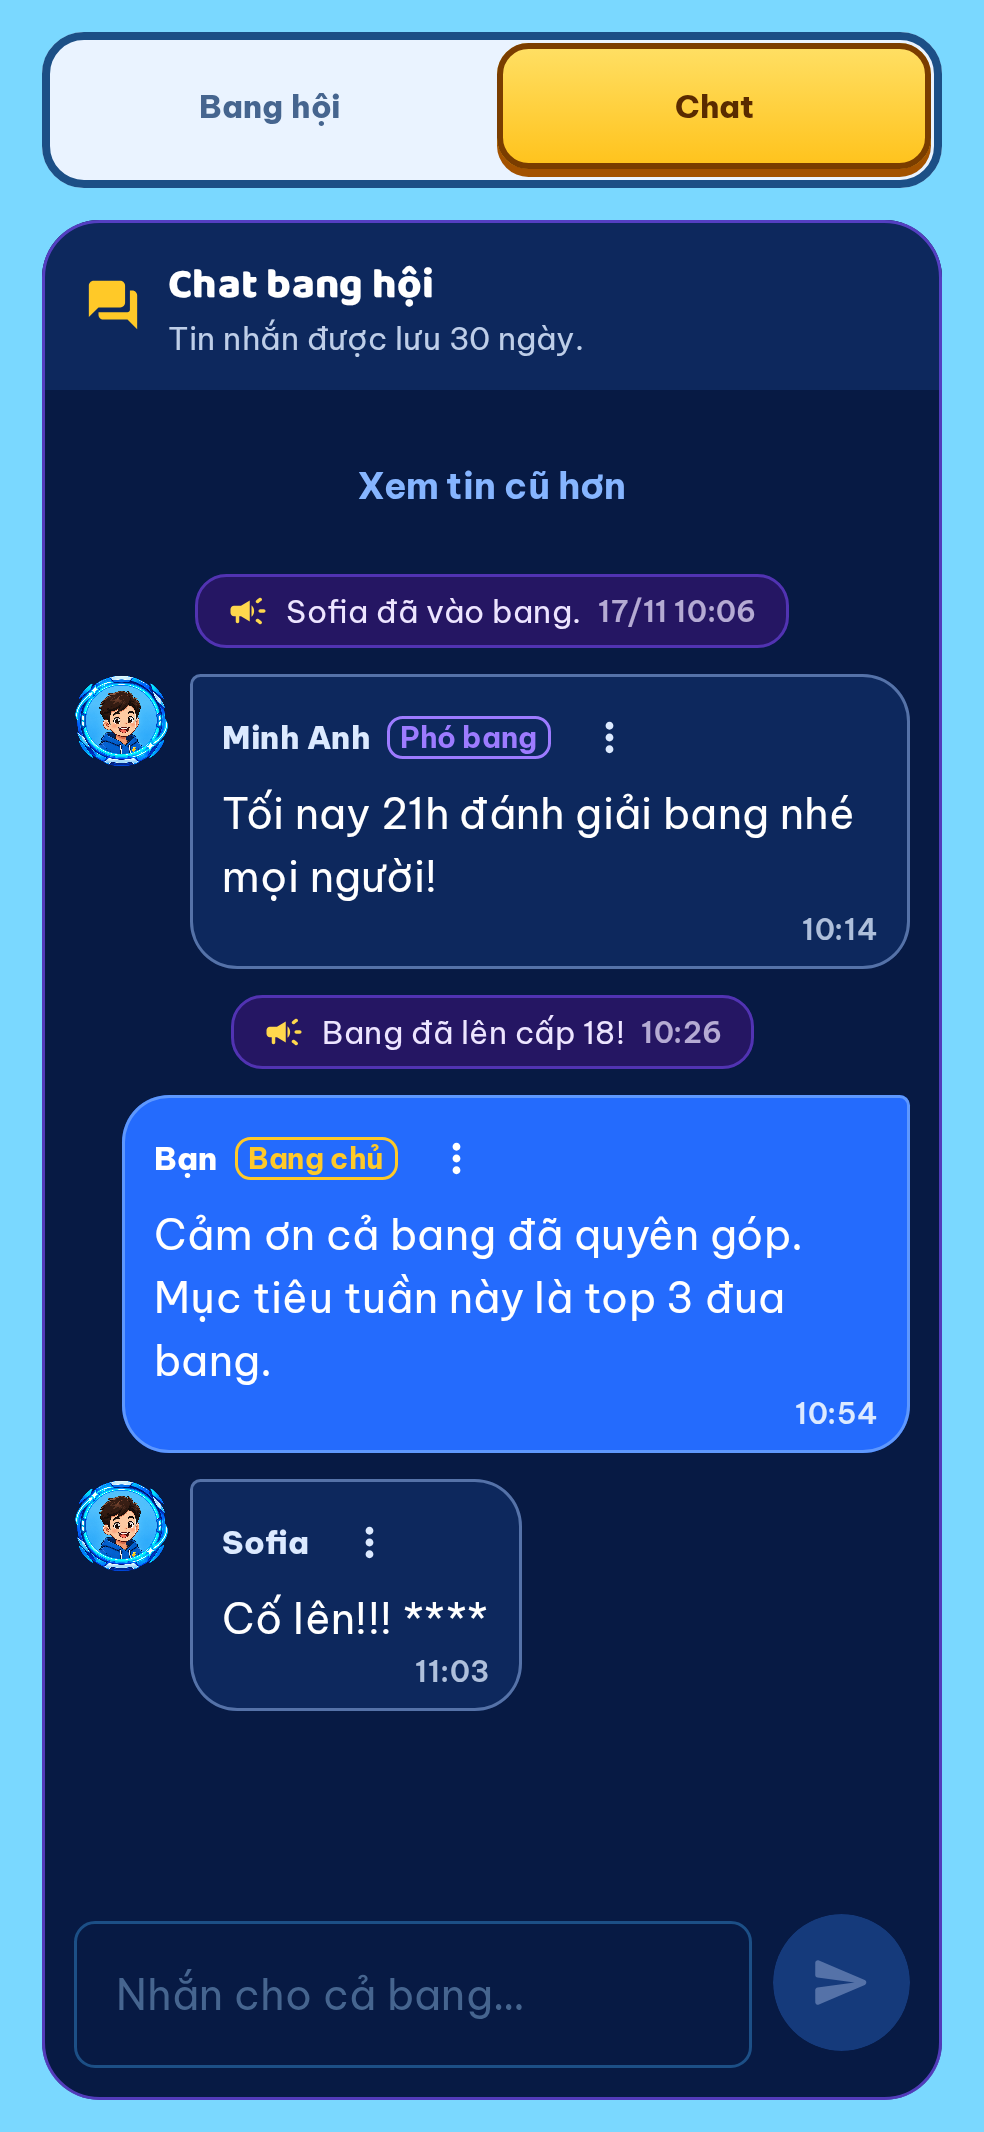 Bang hội
Chat
Chat bang hội
Tin nhắn được lưu 30 ngày.
Xem tin cũ hơn
Sofia đã vào bang. 17/11 10:06
Minh Anh Phó bang
Tối nay 21h đánh giải bang nhé
mọi người!
10:14
Bang đã lên cấp 18! 10:26
Bạn Bang chủ
Cảm ơn cả bang đã quyên góp.
Mục tiêu tuần này là top 3 đua
bang.
10:54
Sofia
Cố lên!!! ****
11:03
Nhắn cho cả bang...